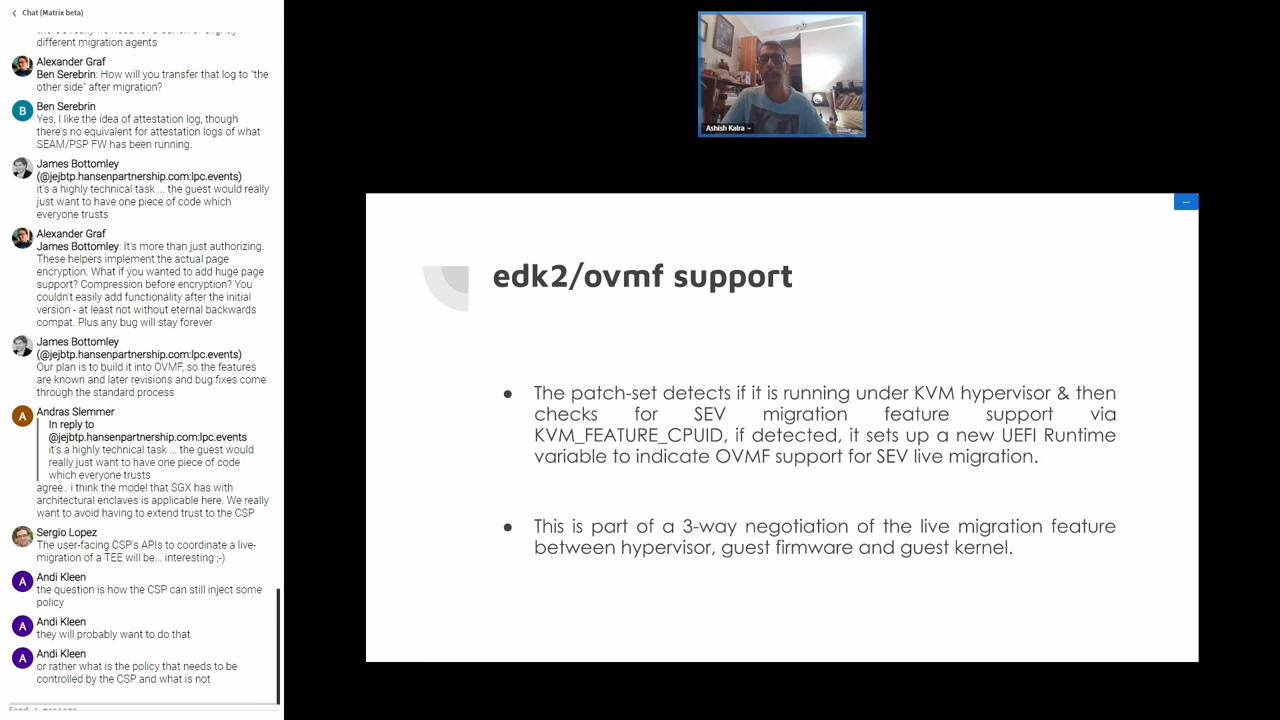 Chat (Matrix beta)
different migration agents
Alexander Graf
Ben Serebrin: How will you transfer that log to "the
other side" after migration?
B
Ben Serebrin
Yes, I like the idea of attestation log, though
there's no equivalent for attestation logs of what
SEAM/PSP FW has been running.
James Bottomley
(@jejbtp.hansenpartnership.com:lpc.events)
it's a highly technical task ... the guest would really
just want to have one piece of code which
everyone trusts
Alexander Graf
James Bottomley: It's more than just authorizing.
These helpers implement the actual page
encryption. What if you wanted to add huge page
support? Compression before encryption? You
couldn't easily add functionality after the initial
version - at least not without eternal backwards
compat. Plus any bug will stay forever
James Bottomley
(@jejbtp.hansenpartnership.com:lpc.events)
Our plan is to build it into OVMF, so the features
are known and later revisions and bug fixes come
through the standard process
A
Andras Slemmer
In reply to
@jejbtp.hansenpartnership.com:lpc.events
it's a highly technical task ... the guest would
really just want to have one piece of code
which everyone trusts
agree.. i think the model that SGX has with
architectural enclaves is applicable here. We really
want to avoid having to extend trust to the CSP
Sergio Lopez
The user-facing CSP's APIs to coordinate a live-
migration of a TEE will be... interesting ;-)
A
Andi Kleen
the question is how the CSP can still inject some
policy
A
Andi Kleen
they will probably want to do that
A
Andi Kleen
or rather what is the policy that needs to be
controlled by the CSP and what is not
Send a message
Ashish Kalra
edk2/ovmf support
● The patch-set detects if it is running under KVM hypervisor & then
checks for SEV migration feature support via
KVM_FEATURE_CPUID, if detected, it sets up a new UEFI Runtime
variable to indicate OVMF support for SEV live migration.
● This is part of a 3-way negotiation of the live migration feature
between hypervisor, guest firmware and guest kernel.